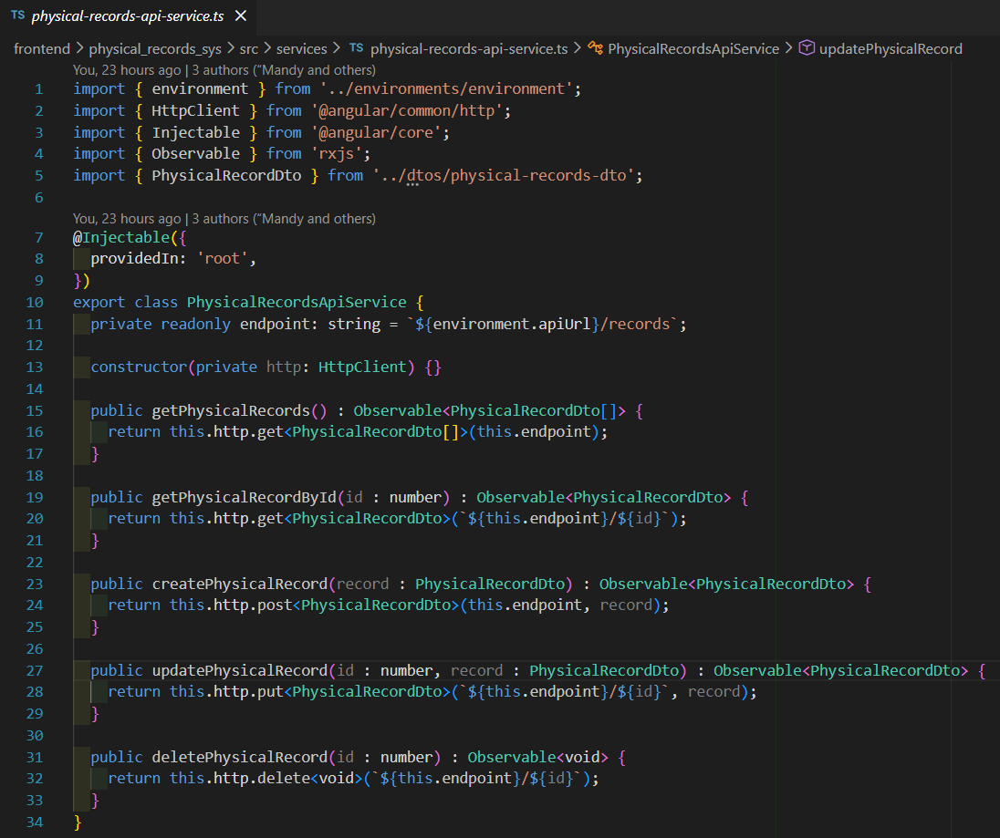 TS physical-records-api-service.ts ×
frontend > physical_records_sys > src > services > TS physical-records-api-service.ts > PhysicalRecordsApiService > updatePhysicalRecord
You, 23 hours ago | 3 authors (“Mandy and others)
1 import { environment } from '../environments/environment';
2 import { HttpClient } from '@angular/common/http';
3 import { Injectable } from '@angular/core';
4 import { Observable } from 'rxjs';
5 import { PhysicalRecordDto } from '../dtos/physical-records-dto';
6
You, 23 hours ago | 3 authors (“Mandy and others)
7 @Injectable({
8   providedIn: 'root',
9 })
10 export class PhysicalRecordsApiService {
11   private readonly endpoint: string = `${environment.apiUrl}/records`;
12
13   constructor(private http: HttpClient) {}
14
15   public getPhysicalRecords() : Observable<PhysicalRecordDto[]> {
16     return this.http.get<PhysicalRecordDto[]>(this.endpoint);
17   }
18
19   public getPhysicalRecordById(id : number) : Observable<PhysicalRecordDto> {
20     return this.http.get<PhysicalRecordDto>(`${this.endpoint}/${id}`);
21   }
22
23   public createPhysicalRecord(record : PhysicalRecordDto) : Observable<PhysicalRecordDto> {
24     return this.http.post<PhysicalRecordDto>(this.endpoint, record);
25   }
26
27   public updatePhysicalRecord(id : number, record : PhysicalRecordDto) : Observable<PhysicalRecordDto> {
28     return this.http.put<PhysicalRecordDto>(`${this.endpoint}/${id}`, record);
29   }
30
31   public deletePhysicalRecord(id : number) : Observable<void> {
32     return this.http.delete<void>(`${this.endpoint}/${id}`);
33   }
34 }